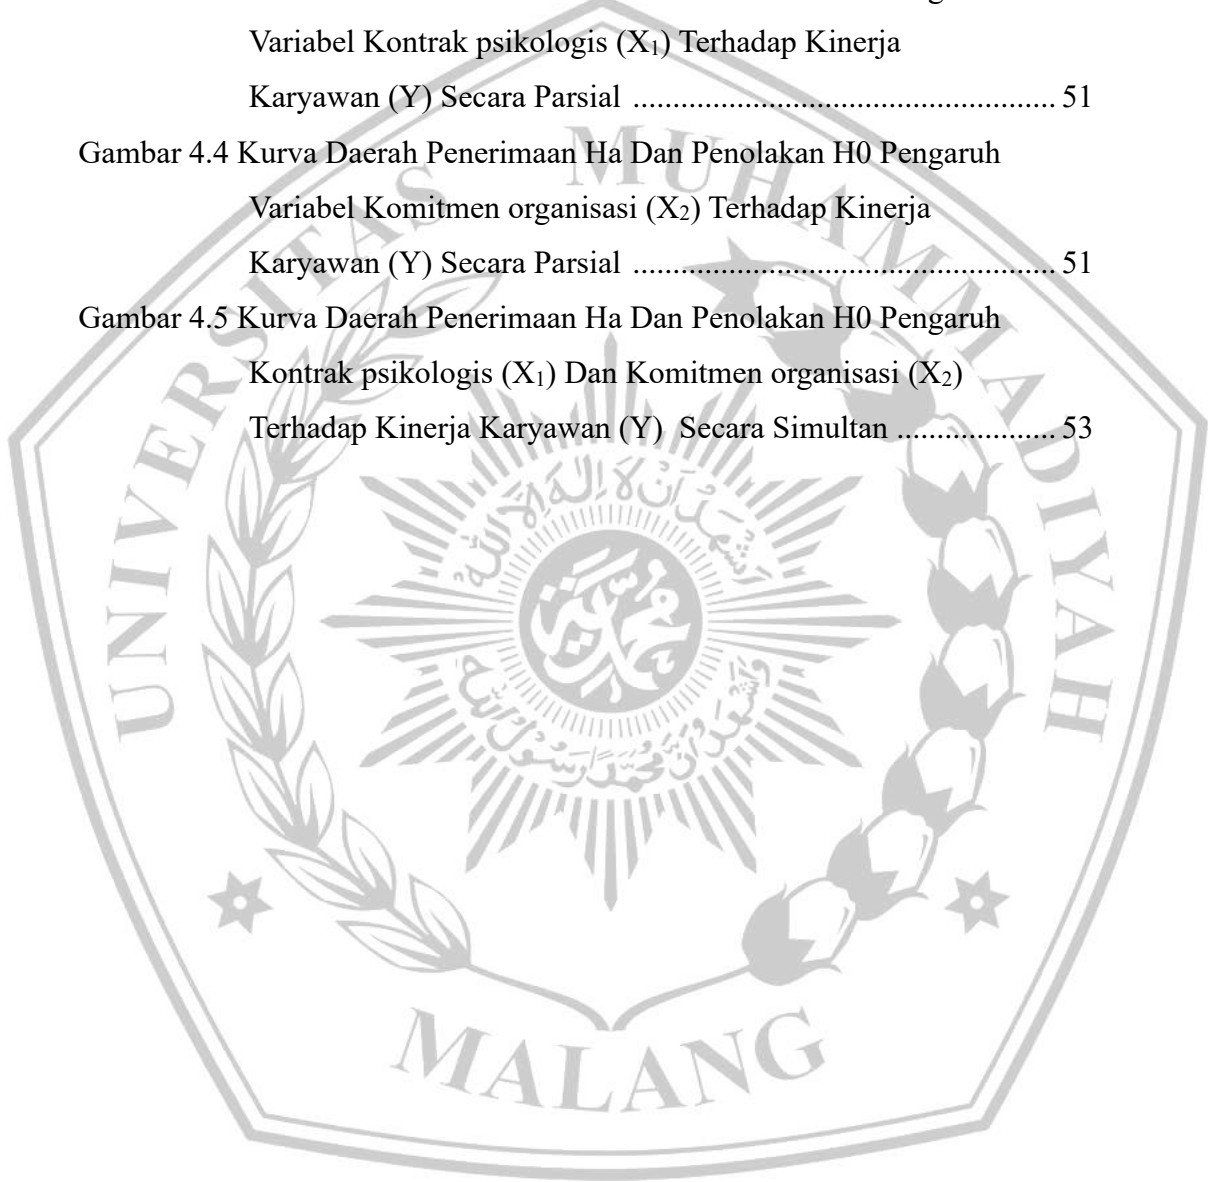 Variabel Kontrak psikologis (X₁) Terhadap Kinerja
Karyawan (Y) Secara Parsial .................................................... 51
Gambar 4.4 Kurva Daerah Penerimaan Ha Dan Penolakan H0 Pengaruh
Variabel Komitmen organisasi (X₂) Terhadap Kinerja
Karyawan (Y) Secara Parsial .................................................... 51
Gambar 4.5 Kurva Daerah Penerimaan Ha Dan Penolakan H0 Pengaruh
Kontrak psikologis (X₁) Dan Komitmen organisasi (X₂)
Terhadap Kinerja Karyawan (Y)  Secara Simultan .................... 53
UNIVERSITAS MUHAMMADIYAH
MALANG